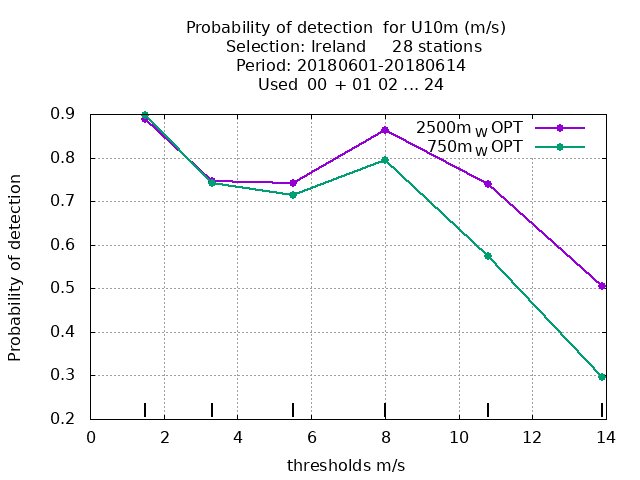 Probability of detection for U10m (m/s)
Selection: Ireland 28 stations
Period: 20180601-20180614
Used 00 + 01 02 ... 24
2500m W OPT
750m W OPT
Probability of detection
0.9
0.8
0.7
0.6
0.5
0.4
0.3
0.2
0 2 4 6 8 10 12 14
thresholds m/s